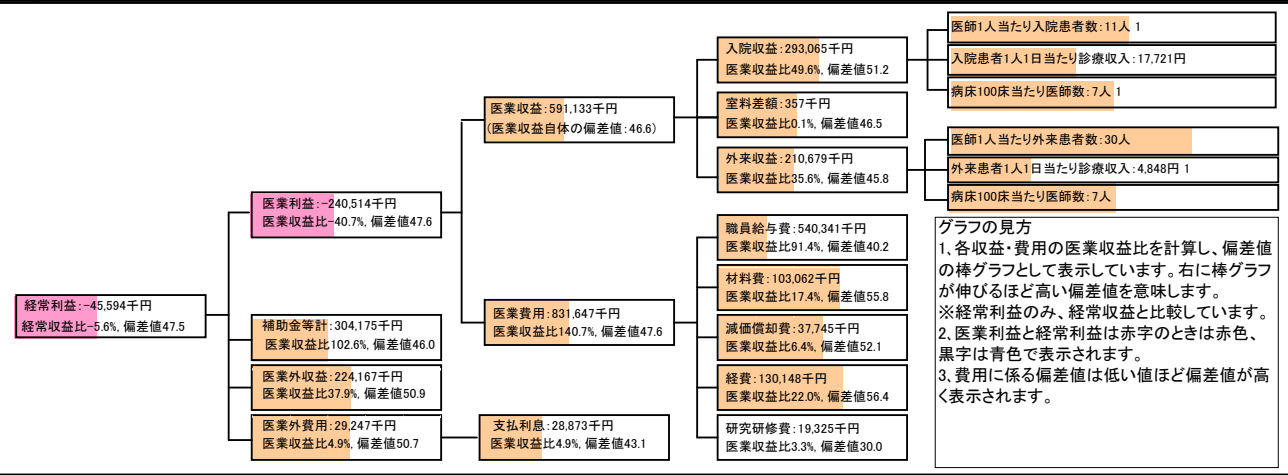 経常利益:-45,594千円
経常収益比-5.6%, 偏差値47.5
医業利益:-240,514千円
医業収益比-40.7%, 偏差値47.6
補助金等計:304,175千円
医業収益比102.6%, 偏差値46.0
医業外収益:224,167千円
医業収益比37.9%, 偏差値50.9
医業外費用:29,247千円
医業収益比4.9%, 偏差値50.7
医業収益:591,133千円
(医業収益自体の偏差値:46.6)
医業費用:831,647千円
医業収益比140.7%, 偏差値47.6
支払利息:28,873千円
医業収益比4.9%, 偏差値43.1
入院収益:293,065千円
医業収益比49.6%, 偏差値51.2
室料差額:357千円
医業収益比0.1%, 偏差値46.5
外来収益:210,679千円
医業収益比35.6%, 偏差値45.8
職員給与費:540,341千円
医業収益比91.4%, 偏差値40.2
材料費:103,062千円
医業収益比17.4%, 偏差値55.8
減価償却費:37,745千円
医業収益比6.4%, 偏差値52.1
経費:130,148千円
医業収益比22.0%, 偏差値56.4
研究研修費:19,325千円
医業収益比3.3%, 偏差値30.0
医師1人当たり入院患者数:11人 1
入院患者1人1日当たり診療収入:17,721円
病床100床当たり医師数:7人 1
医師1人当たり外来患者数:30人
外来患者1人1日当たり診療収入:4,848円 1
病床100床当たり医師数:7人
グラフの見方
1、各収益・費用の医業収益比を計算し、偏差値
の棒グラフとして表示しています。右に棒グラフ
が伸びるほど高い偏差値を意味します。
※経常利益のみ、経常収益と比較しています。
2、医業利益と経常利益は赤字のときは赤色、
黒字は青色で表示されます。
3、費用に係る偏差値は低い値ほど偏差値が高
く表示されます。